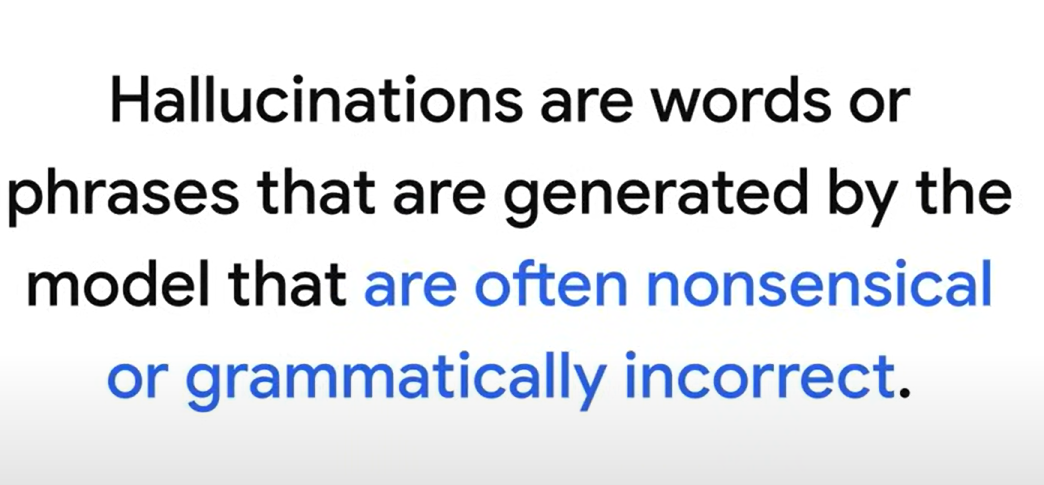 Hallucinations are words or
phrases that are generated by the
model that are often nonsensical
or grammatically incorrect.